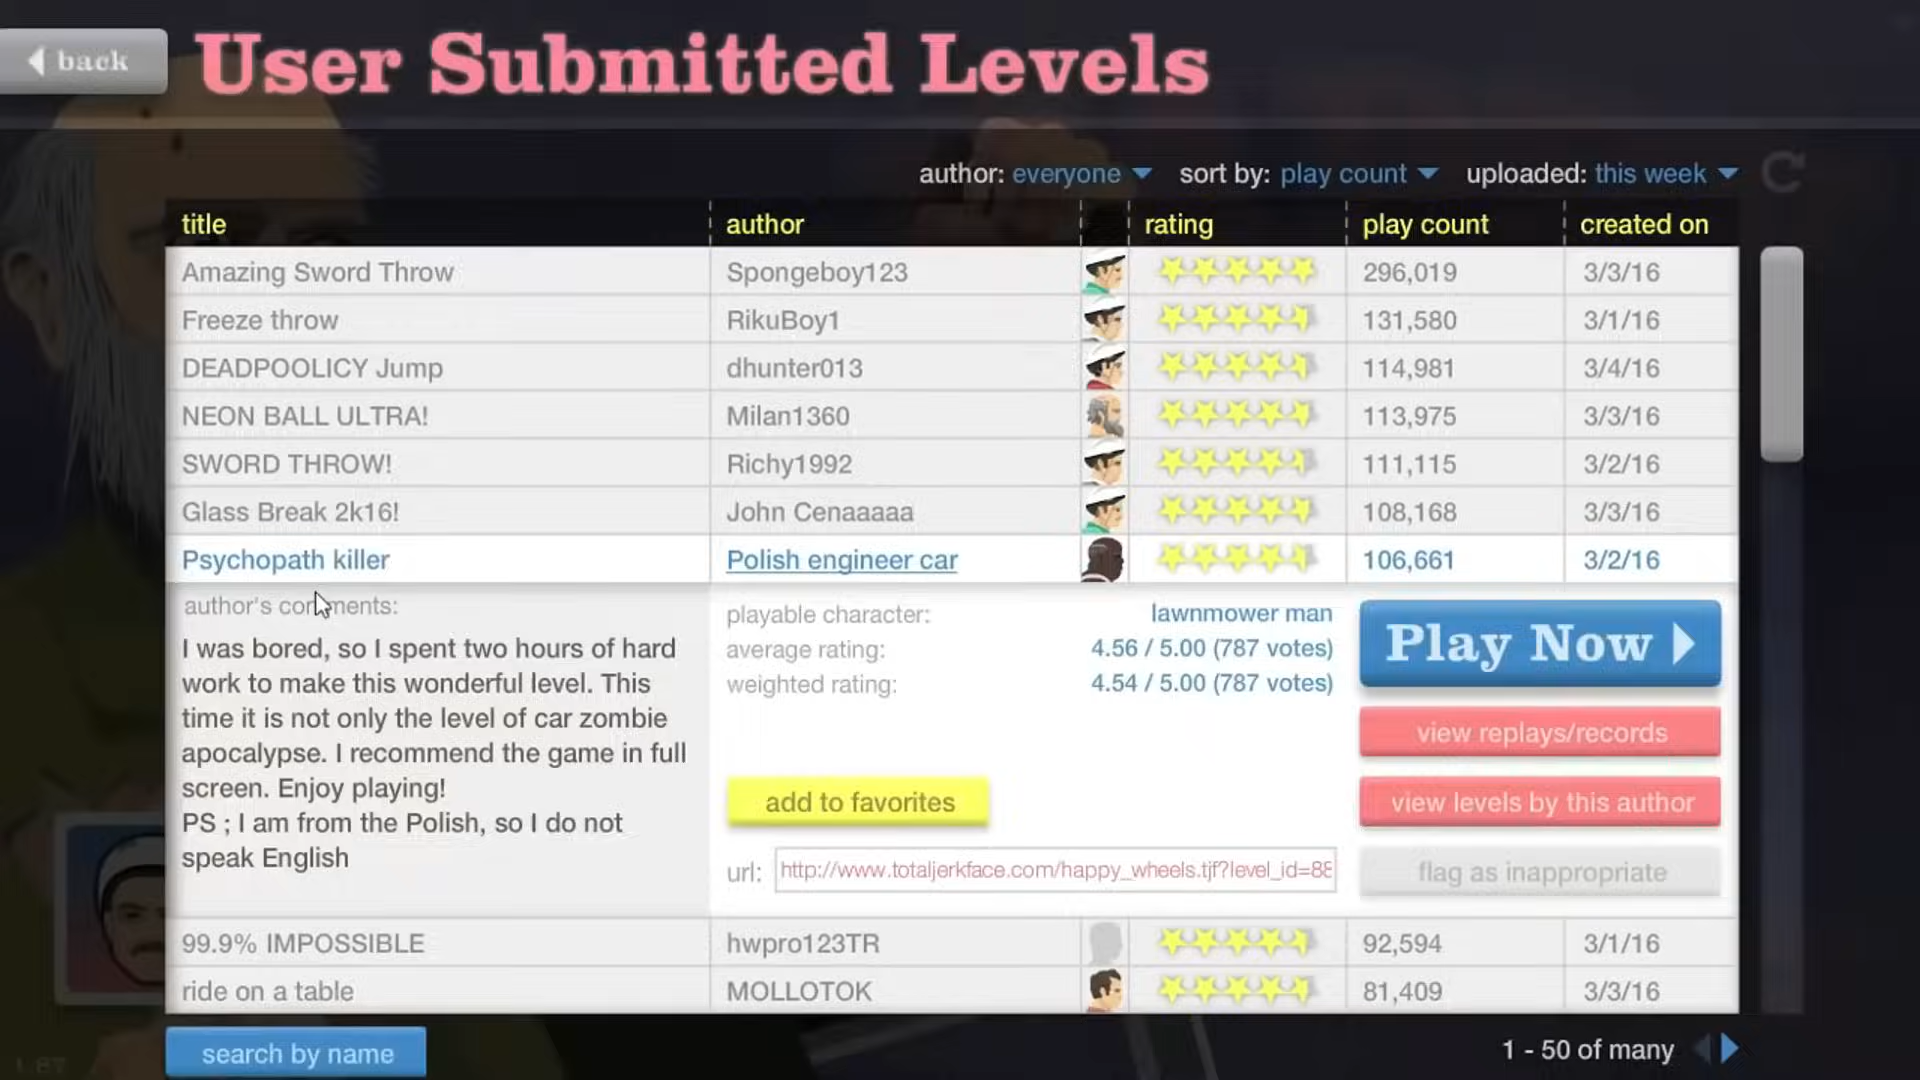 back
User Submitted Levels
author: everyone sort by: play count uploaded: this week
title author rating play count created on
Amazing Sword Throw Spongeboy123 296,019 3/3/16
Freeze throw RikuBoy1 131,580 3/1/16
DEADPOOLICY Jump dhunter013 114,981 3/4/16
NEON BALL ULTRA! Milan1360 113,975 3/3/16
SWORD THROW! Richy1992 111,115 3/2/16
Glass Break 2k16! John Cenaaaaa 108,168 3/3/16
Psychopath killer Polish engineer car 106,661 3/2/16
author's comments:
I was bored, so I spent two hours of hard
work to make this wonderful level. This
time it is not only the level of car zombie
apocalypse. I recommend the game in full
screen. Enjoy playing!
PS ; I am from the Polish, so I do not
speak English
playable character: lawnmower man
average rating: 4.56 / 5.00 (787 votes)
weighted rating: 4.54 / 5.00 (787 votes)
add to favorites
url: http://www.totaljerkface.com/happy_wheels.tjf?level_id=88
Play Now
view replays/records
view levels by this author
flag as inappropriate
99.9% IMPOSSIBLE hwpro123TR 92,594 3/1/16
ride on a table MOLLOTOK 81,409 3/3/16
search by name 1 - 50 of many